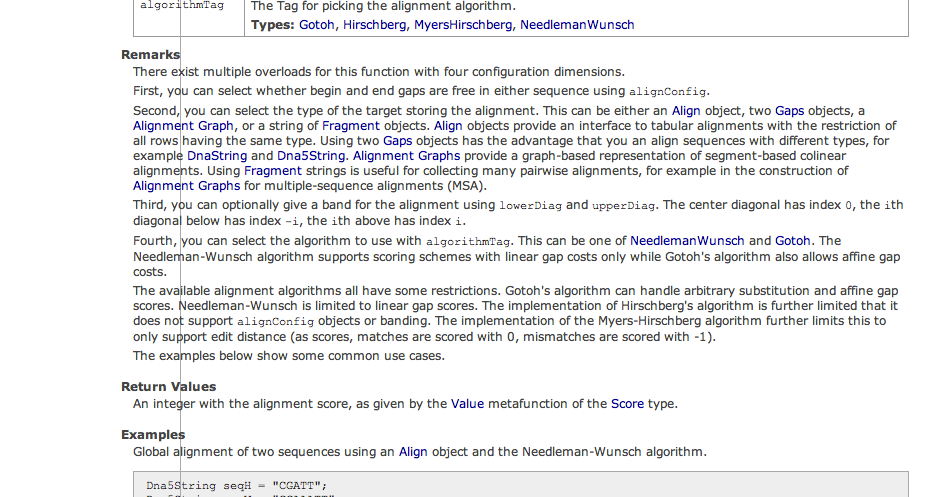 algorithmTag
The Tag for picking the alignment algorithm.
Types: Gotoh, Hirschberg, MyersHirschberg, NeedlemanWunsch
Remarks
There exist multiple overloads for this function with four configuration dimensions.
First, you can select whether begin and end gaps are free in either sequence using alignConfig.
Second, you can select the type of the target storing the alignment. This can be either an Align object, two Gaps objects, a
Alignment Graph, or a string of Fragment objects. Align objects provide an interface to tabular alignments with the restriction of
all rows having the same type. Using two Gaps objects has the advantage that you an align sequences with different types, for
example DnaString and Dna5String. Alignment Graphs provide a graph-based representation of segment-based colinear
alignments. Using Fragment strings is useful for collecting many pairwise alignments, for example in the construction of
Alignment Graphs for multiple-sequence alignments (MSA).
Third, you can optionally give a band for the alignment using lowerDiag and upperDiag. The center diagonal has index 0, the ith
diagonal below has index -i, the ith above has index i.
Fourth, you can select the algorithm to use with algorithmTag. This can be one of NeedlemanWunsch and Gotoh. The
Needleman-Wunsch algorithm supports scoring schemes with linear gap costs only while Gotoh's algorithm also allows affine gap
costs.
The available alignment algorithms all have some restrictions. Gotoh's algorithm can handle arbitrary substitution and affine gap
scores. Needleman-Wunsch is limited to linear gap scores. The implementation of Hirschberg's algorithm is further limited that it
does not support alignConfig objects or banding. The implementation of the Myers-Hirschberg algorithm further limits this to
only support edit distance (as scores, matches are scored with 0, mismatches are scored with -1).
The examples below show some common use cases.
Return Values
An integer with the alignment score, as given by the Value metafunction of the Score type.
Examples
Global alignment of two sequences using an Align object and the Needleman-Wunsch algorithm.
Dna5String seqH = "CGATT";